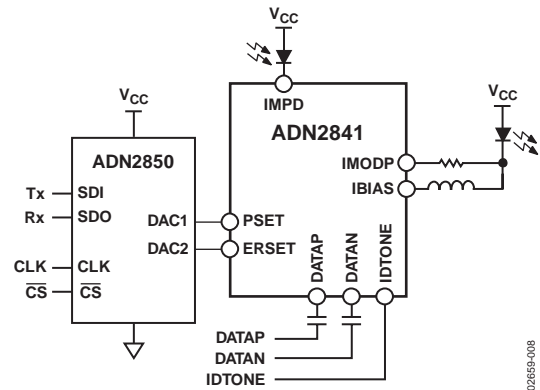 VCC
IMPD
VCC
ADN2841
VCC
ADN2850
IMODP
IBIAS
Tx
SDI
Rx
SDO
DAC1
PSET
DAC2
ERSET
CLK
CLK
CS
CS
DATAP
DATAN
IDTONE
DATAP
DATAN
IDTONE
02659-008